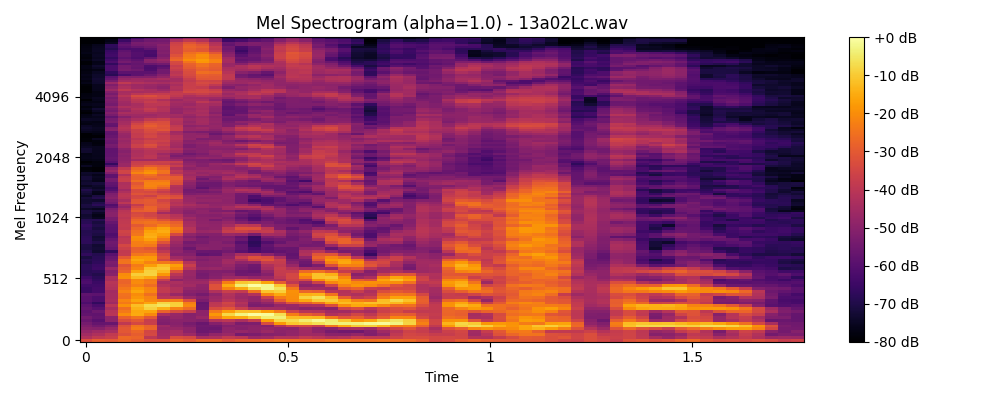 Mel Spectrogram (alpha=1.0) - 13a02Lc.wav
Mel Frequency
4096
2048
1024
512
0
0
0.5
1
1.5
Time
+0 dB
-10 dB
-20 dB
-30 dB
-40 dB
-50 dB
-60 dB
-70 dB
-80 dB